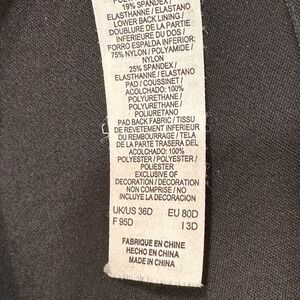 19% SPANDEX /
ELASTHANNE / ELASTANO
LOWER BACK LINING /
DOUBLURE DE LA PARTIE
INFERIEURE DU DOS /
FORRO ESPALDA INFERIOR:
75% NYLON / POLYAMIDE /
NYLON
25% SPANDEX /
ELASTHANNE / ELASTANO
PAD / COUSSINET /
ACOLCHADO: 100%
POLYURETHANE /
POLYURETHANE /
POLIURETANO
PAD BACK FABRIC / TISSU
DE REVETEMENT INFERIEUR
DU REMBOURRAGE / TELA
DE LA PARTE TRASERA DEL
ACOLCHADO: 100%
POLYESTER / POLYESTER /
POLIESTER
EXCLUSIVE OF
DECORATION / DECORATION
NON COMPRISE / NO
INCLUYE LA DECORACION
UK/US 36D EU 80D
F 95D I 3D
FABRIQUE EN CHINE
HECHO EN CHINA
MADE IN CHINA